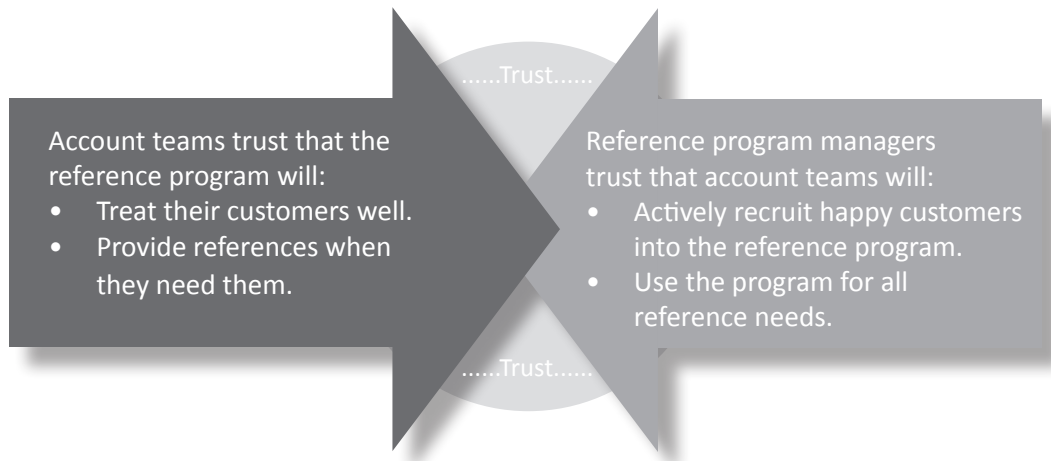 ......Trust......
Account teams trust that the
reference program will:
• Treat their customers well.
• Provide references when
they need them.
Reference program managers
trust that account teams will:
• Actively recruit happy customers
into the reference program.
• Use the program for all
reference needs.
......Trust......